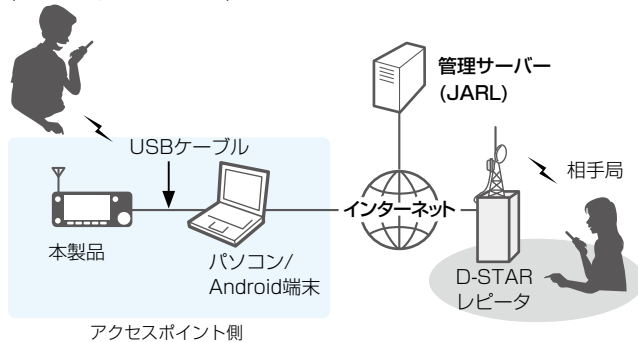 管理サーバー
(JARL)
USBケーブル
インターネット
相手局
本製品
パソコン/
Android端末
D-STAR
レピータ
アクセスポイント側